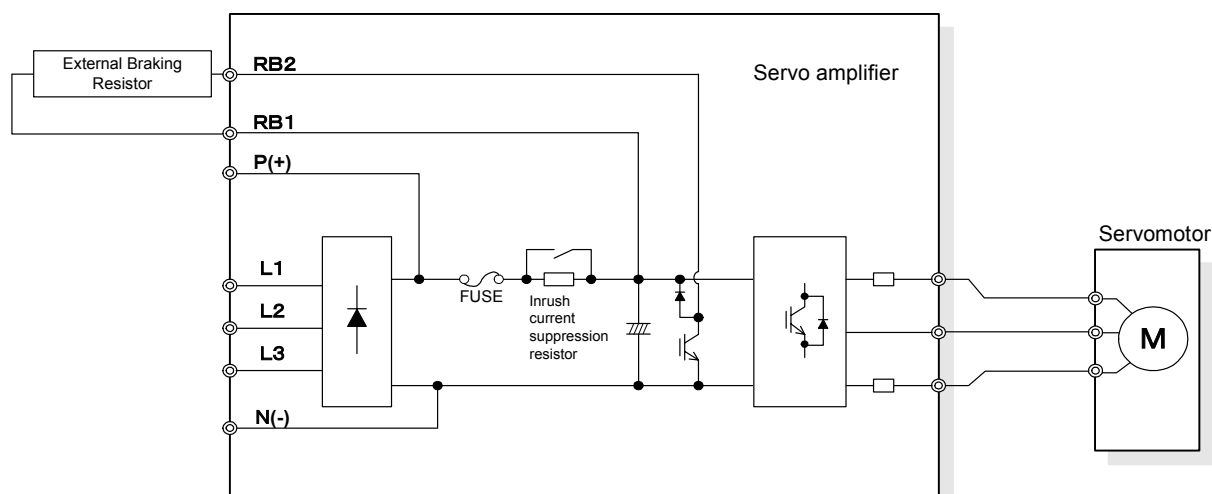 External Braking
Resistor
RB2
Servo amplifier
RB1
P(+)
Servomotor
L1
FUSE
Inrush
current
suppression
resistor
L2
M
L3
N(-)